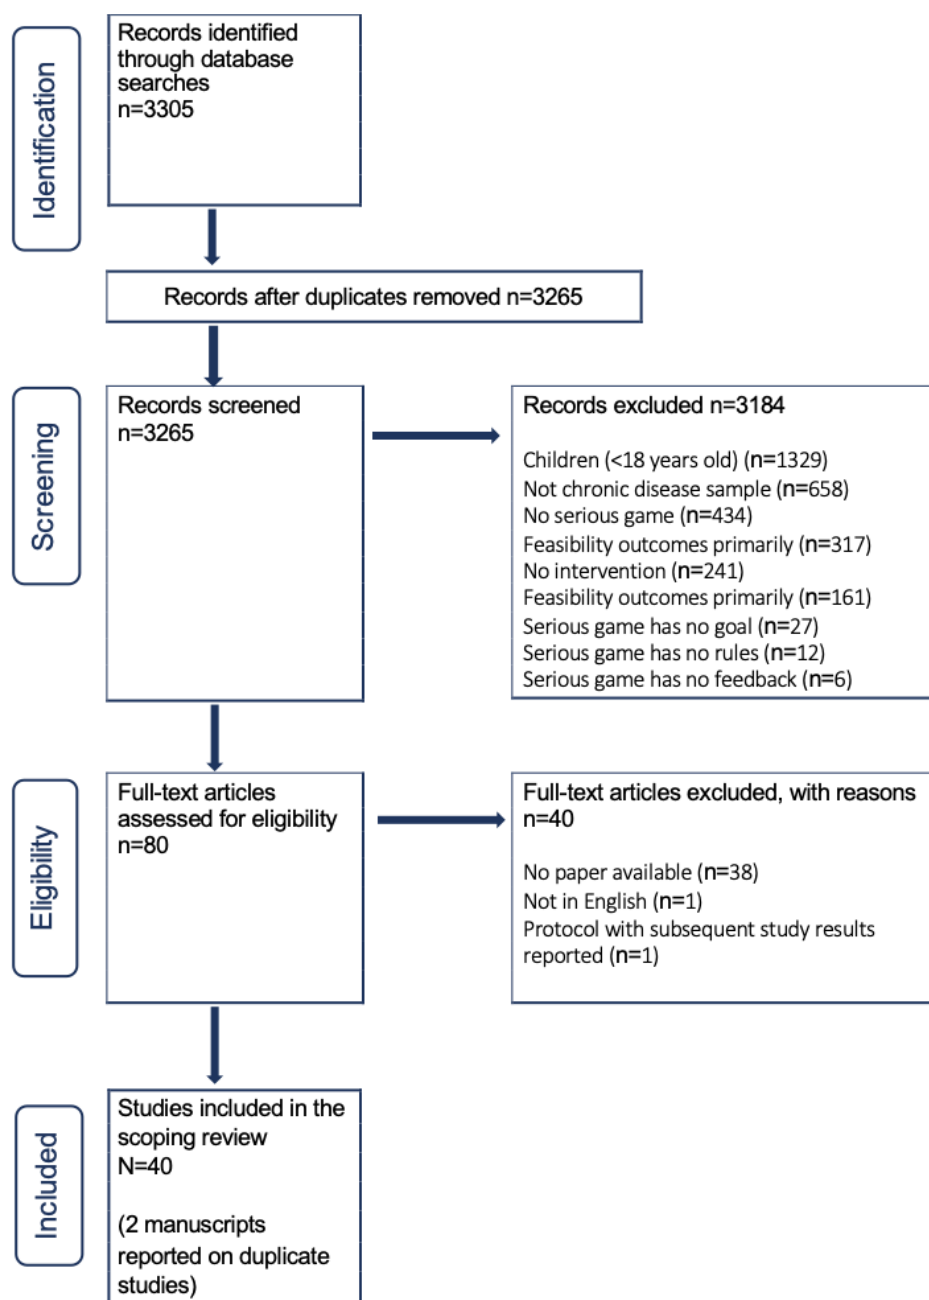 Identification
Records identified
through database
searches
n=3305
Records after duplicates removed n=3265
Screening
Records screened
n=3265
Records excluded n=3184
Children (<18 years old) (n=1329)
Not chronic disease sample (n=658)
No serious game (n=434)
Feasibility outcomes primarily (n=317)
No intervention (n=241)
Feasibility outcomes primarily (n=161)
Serious game has no goal (n=27)
Serious game has no rules (n=12)
Serious game has no feedback (n=6)
Eligibility
Full-text articles
assessed for eligibility
n=80
Full-text articles excluded, with reasons
n=40
No paper available (n=38)
Not in English (n=1)
Protocol with subsequent study results
reported (n=1)
Included
Studies included in the
scoping review
N=40
(2 manuscripts
reported on duplicate
studies)